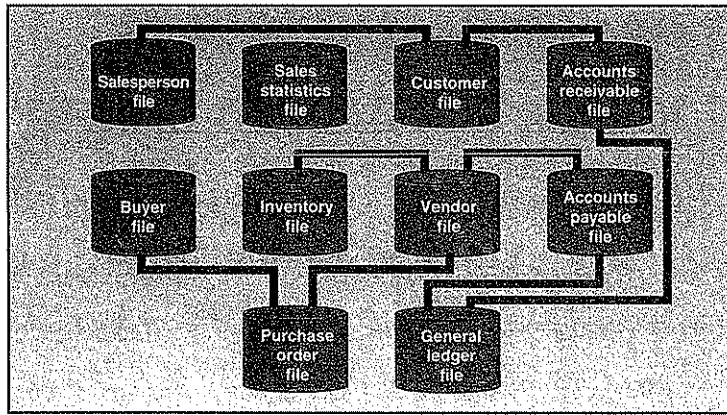 Salesperson
file
Sales
statistics
file
Customer
file
Accounts
receivable
file
Buyer
file
Inventory
file
Vendor
file
Accounts
payable
file
Purchase
order
file
General
ledger
file